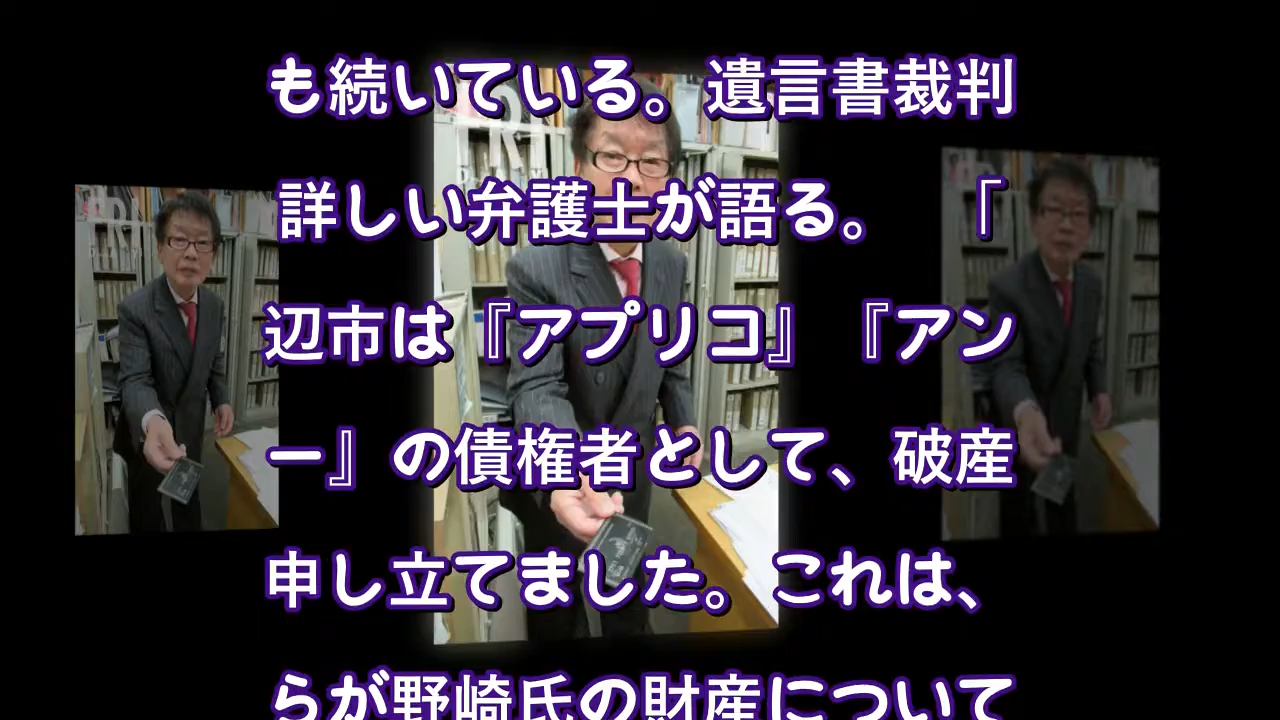 も続いている。遺言書裁判
詳しい弁護士が語る。　「
辺市は『アプリコ』『アン
ー』の債権者として、破産
申し立てました。これは、
らが野崎氏の財産について